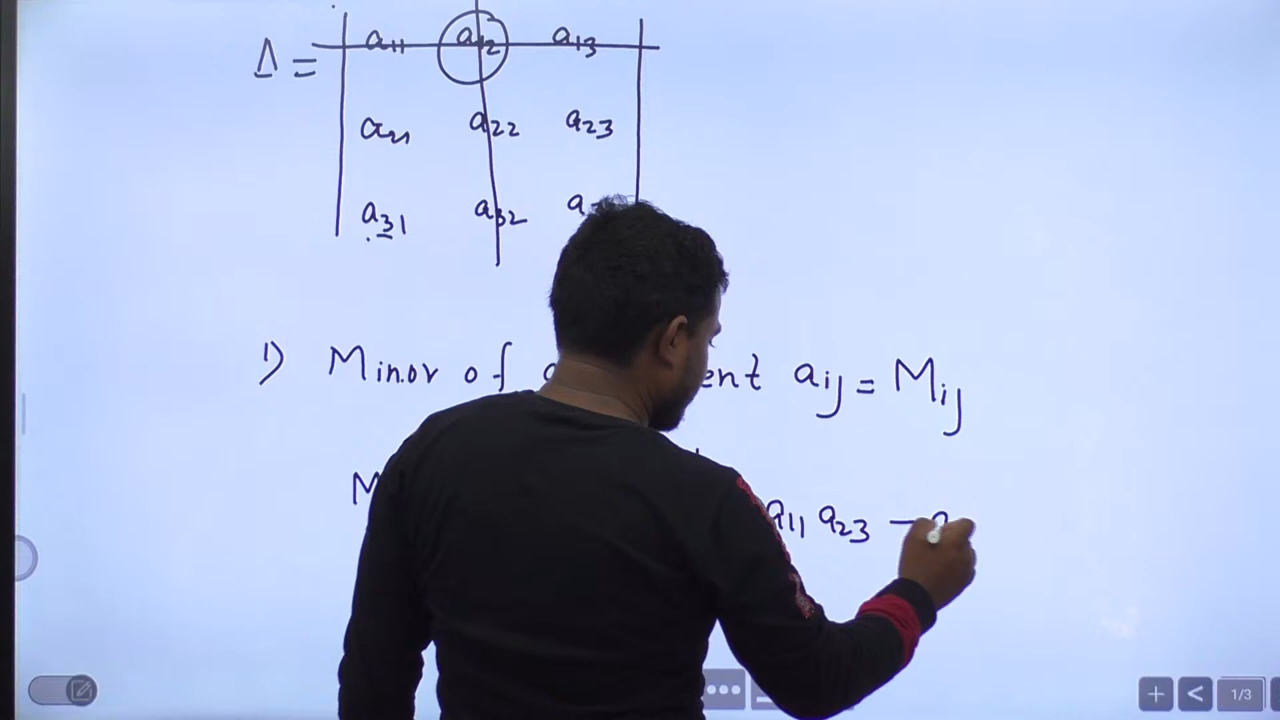 Δ = a11 a12 a13
a21 a22 a23
a31 a32 a
1) Minor of ent aij = Mij
M a11 a23 -
1/3